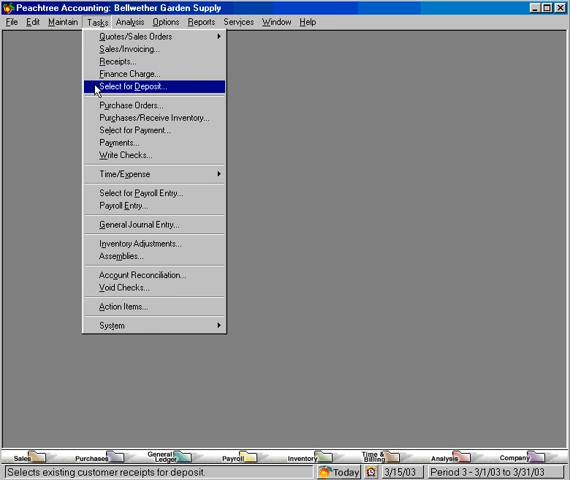 Peachtree Accounting: Bellwether Garden Supply
File Edit Maintain Tasks Analysis Options Reports Services Window Help
Quotes/Sales Orders
Sales/Invoicing...
Receipts...
Finance Charge...
Select for Deposit...
Purchase Orders...
Purchases/Receive Inventory...
Select for Payment...
Payments...
Write Checks...
Time/Expense
Select for Payroll Entry...
Payroll Entry...
General Journal Entry...
Inventory Adjustments...
Assemblies...
Account Reconciliation...
Void Checks...
Action Items...
System
Sales Purchases General Ledger Payroll Inventory Time & Billing Analysis Company
Selects existing customer receipts for deposit. Today 3/15/03 Period 3 - 3/1/03 to 3/31/03